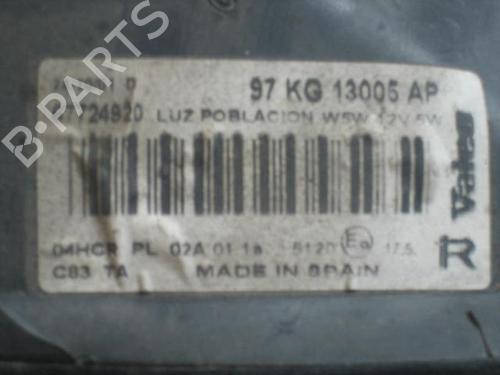 97 KG 13005 AP
LUZ POBLACION W5W 12V 5W
04HCR PL 02A 01 1a 5120 17.5
C83 TA MADE IN SPAIN
Valeo
R
B-PARTS